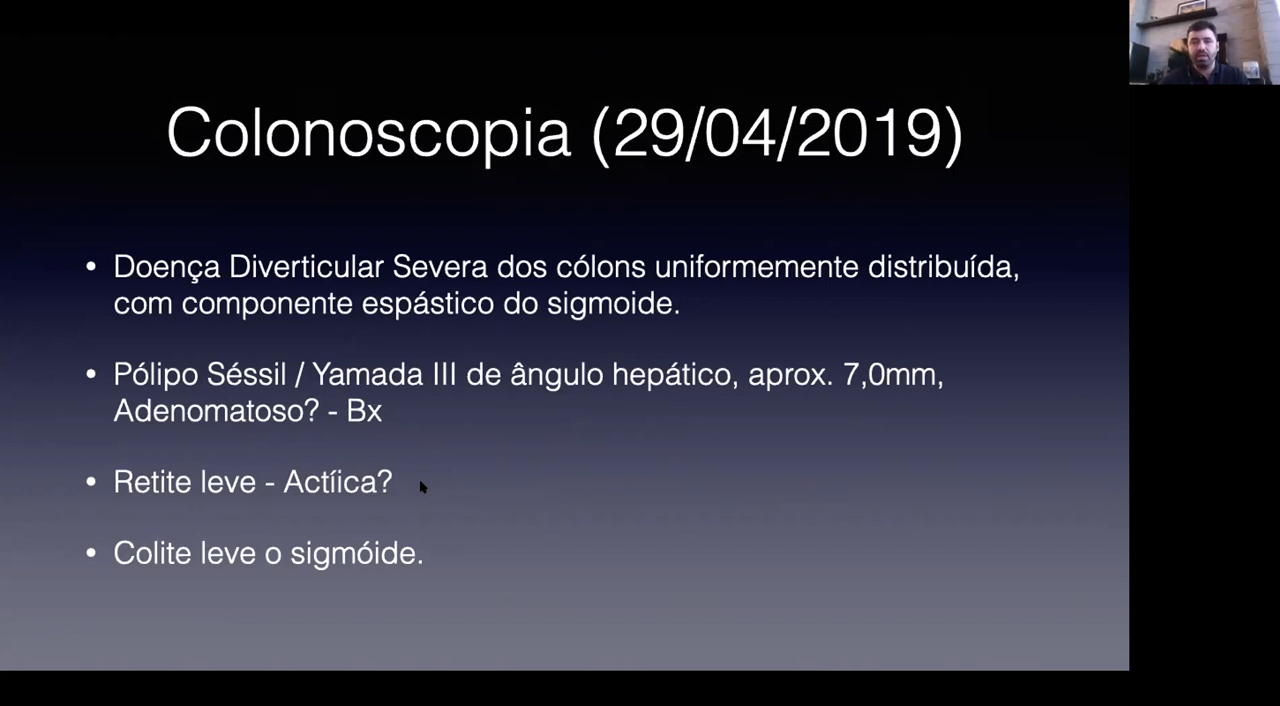 Colonoscopia (29/04/2019)
• Doença Diverticular Severa dos cólons uniformemente distribuída,
com componente espástico do sigmoide.
• Pólipo Séssil / Yamada III de ângulo hepático, aprox. 7,0mm,
Adenomatoso? - Bx
• Retite leve - Actíica?
• Colite leve o sigmóide.